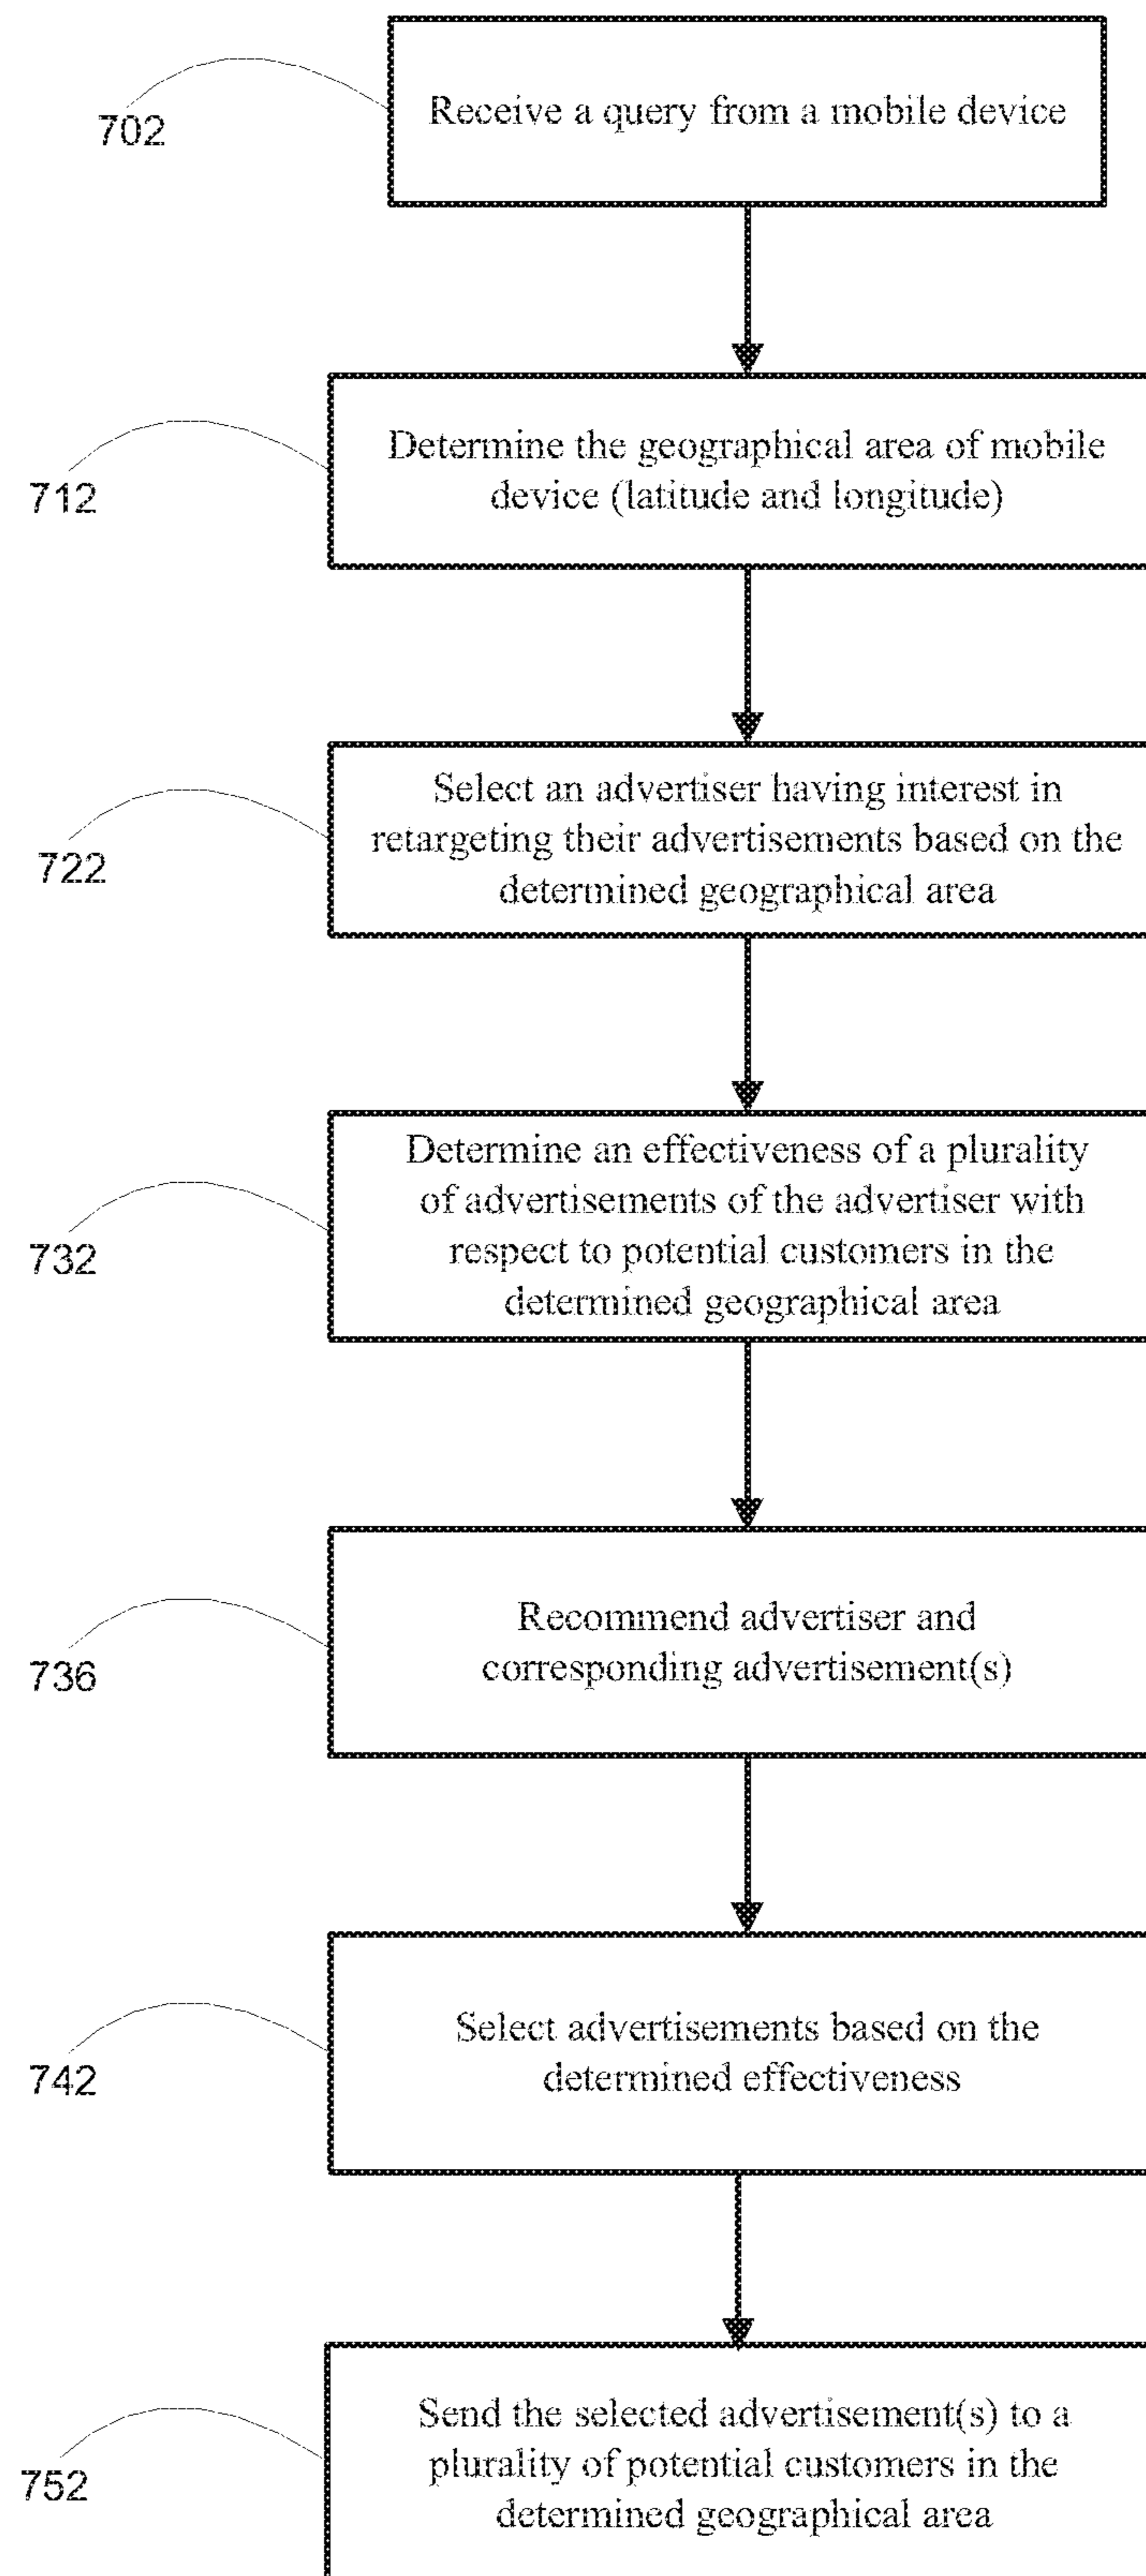 Receive a query from a mobile device
702
Determine the geographical area of mobile
device (latitude and longitude)
712
Select an advertiser having interest in
retargeting their advertisements based on the
determined geographical area
722
Determine an effectiveness of a plurality
of advertisements of the advertiser with
respect to potential customers in the
determined geographical area
732
Recommend advertiser and
corresponding advertisement(s)
736
Select advertisements based on the
determined effectiveness
742
Send the selected advertisement(s) to a
plurality of potential customers in the
determined geographical area
752